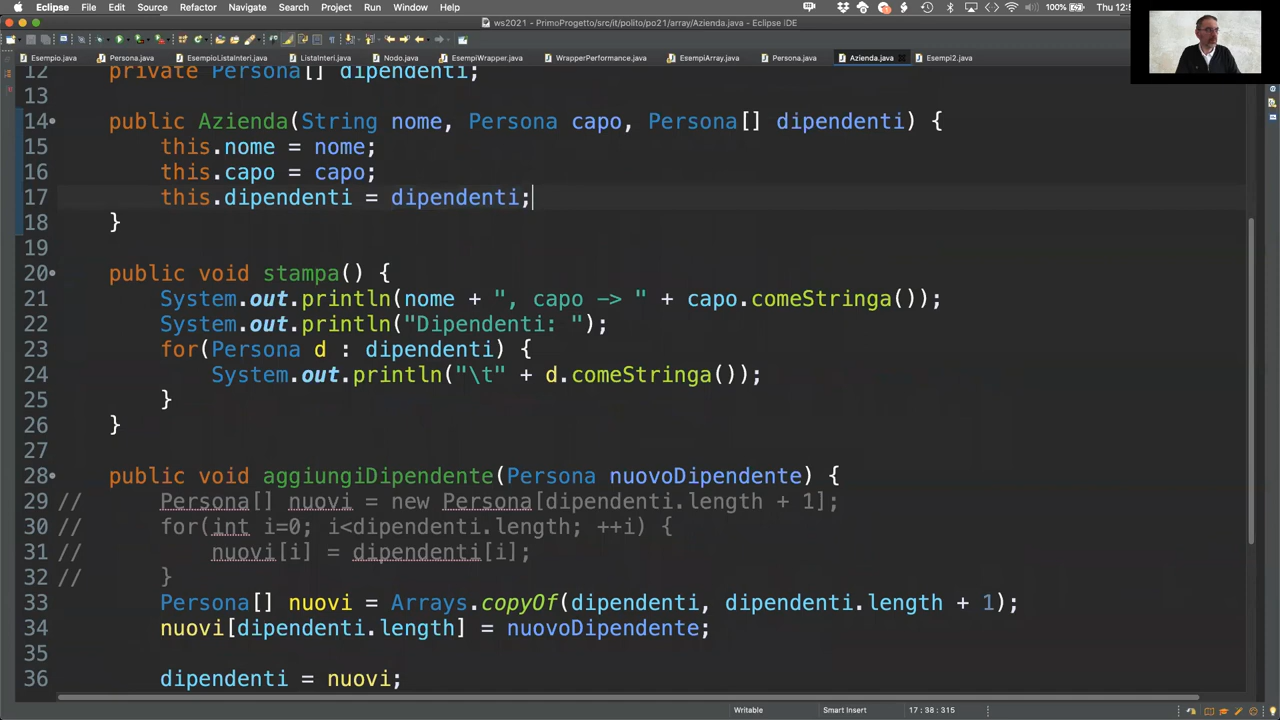 Eclipse File Edit Source Refactor Navigate Search Project Run Window Help 100% Thu 12:5
ws2021 - PrimoProgetto/src/it/polito/po21/array/Azienda.java - Eclipse IDE
Esempio.java Persona.java EsempioListaInteri.java ListaInteri.java Nodo.java EsempiWrapper.java WrapperPerformance.java EsempiArray.java Persona.java Azienda.java Esempi2.java
12 private Persona[] dipendenti;
13
14 public Azienda(String nome, Persona capo, Persona[] dipendenti) {
15 this.nome = nome;
16 this.capo = capo;
17 this.dipendenti = dipendenti;
18 }
19
20 public void stampa() {
21 System.out.println(nome + ", capo -> " + capo.comeStringa());
22 System.out.println("Dipendenti: ");
23 for(Persona d : dipendenti) {
24 System.out.println("\t" + d.comeStringa());
25 }
26 }
27
28 public void aggiungiDipendente(Persona nuovoDipendente) {
29 // Persona[] nuovi = new Persona[dipendenti.length + 1];
30 // for(int i=0; i<dipendenti.length; ++i) {
31 // nuovi[i] = dipendenti[i];
32 // }
33 Persona[] nuovi = Arrays.copyOf(dipendenti, dipendenti.length + 1);
34 nuovi[dipendenti.length] = nuovoDipendente;
35
36 dipendenti = nuovi;
Writable Smart Insert 17 : 38 : 315